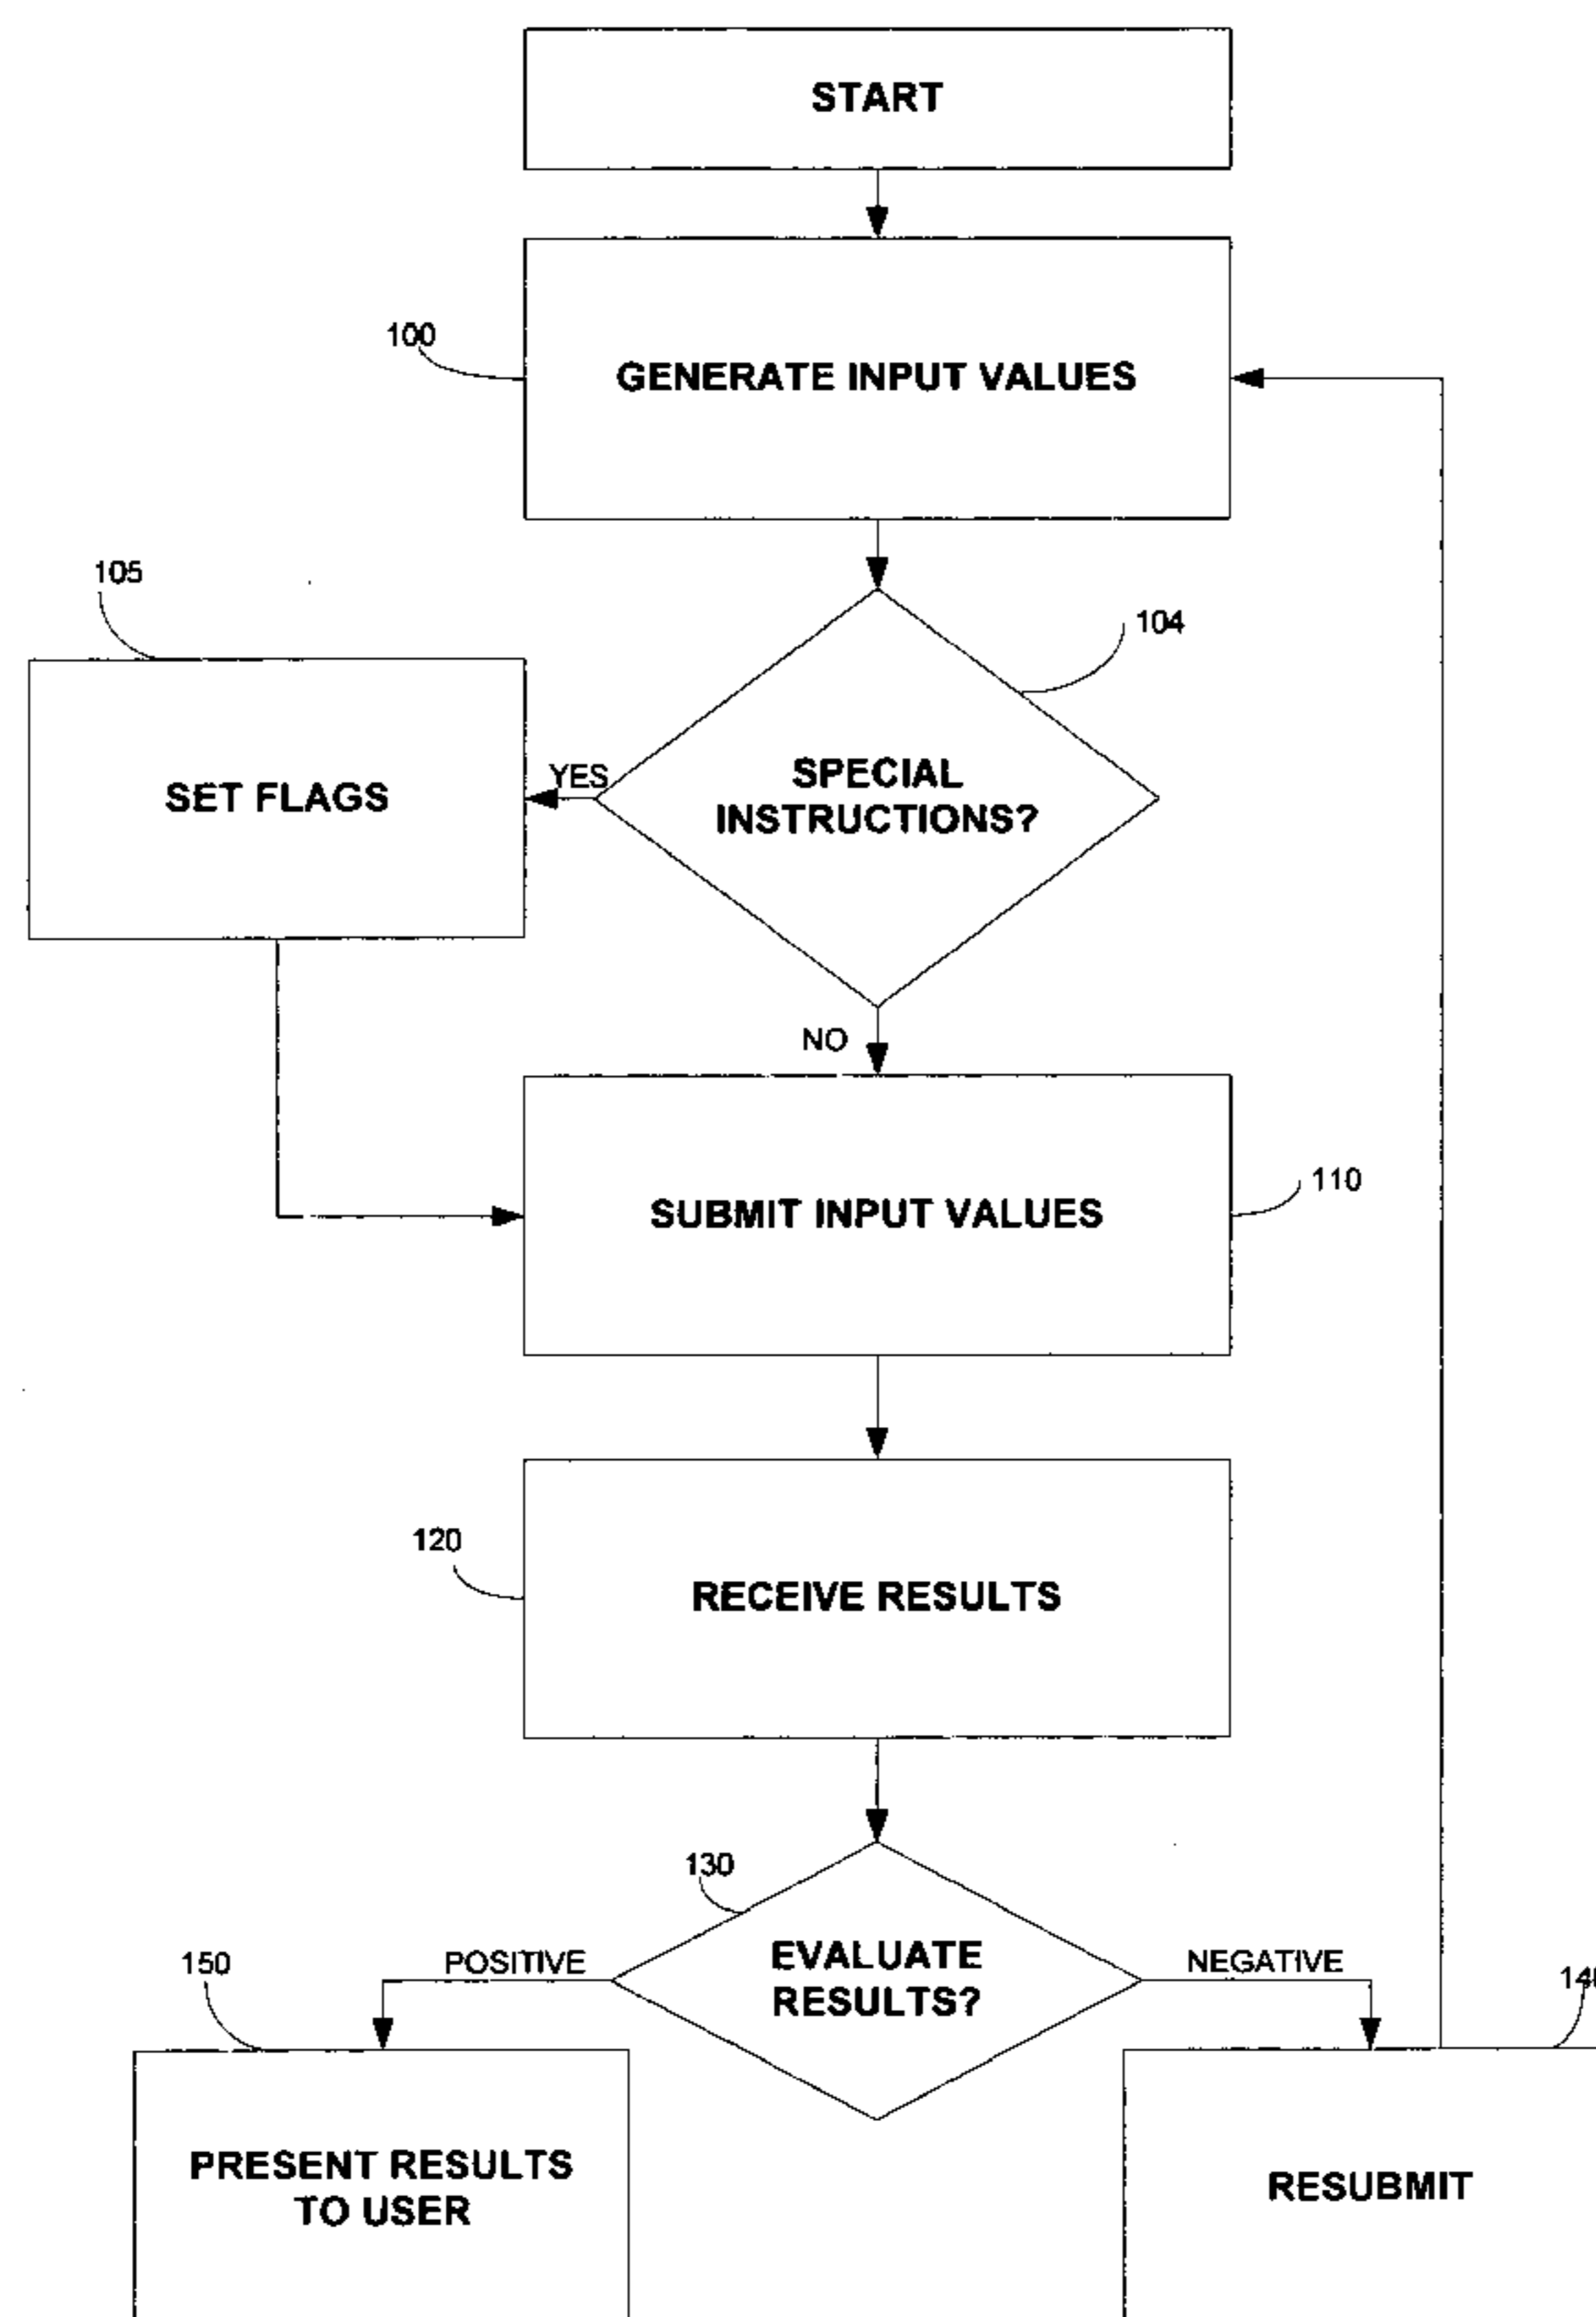 START
100
GENERATE INPUT VALUES
105
104
YES
SPECIAL
INSTRUCTIONS?
SET FLAGS
NO
110
SUBMIT INPUT VALUES
120
RECEIVE RESULTS
130
150
POSITIVE
EVALUATE
RESULTS?
NEGATIVE
PRESENT RESULTS
TO USER
RESUBMIT